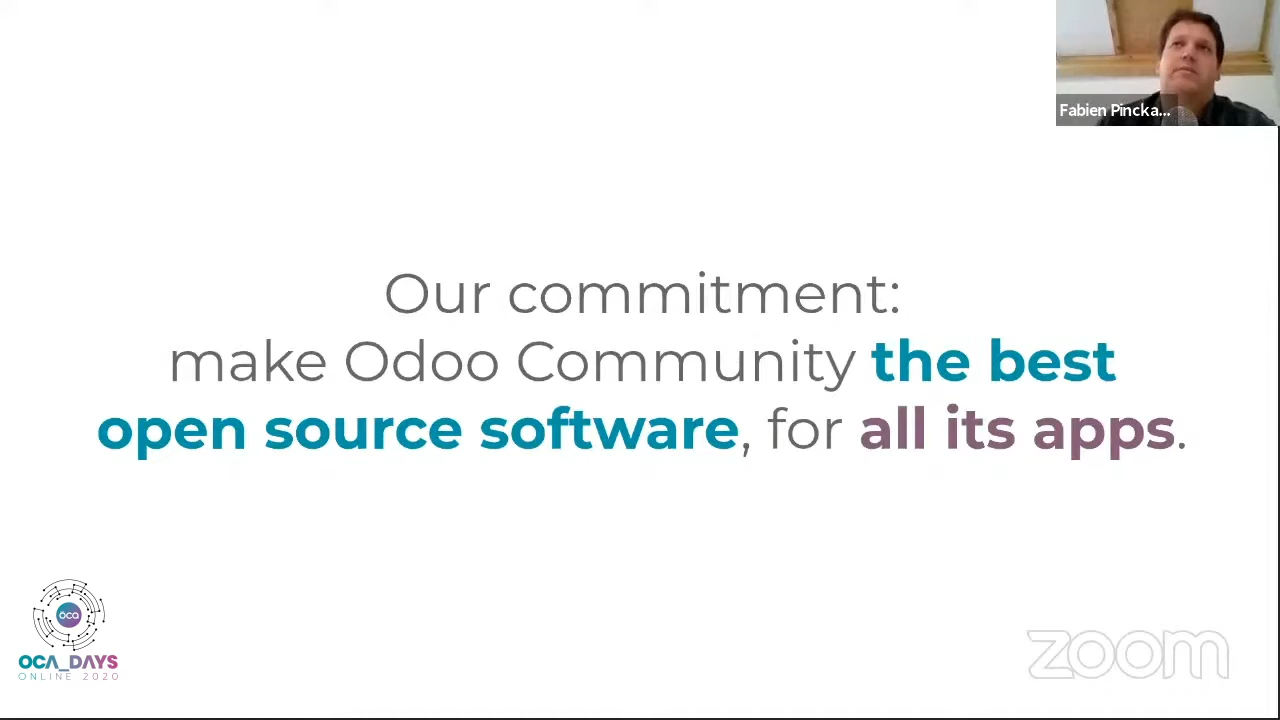 Fabien Pincka...
Our commitment:
make Odoo Community the best
open source software, for all its apps.
oca
OCA_DAYS
ONLINE 2020
zoom